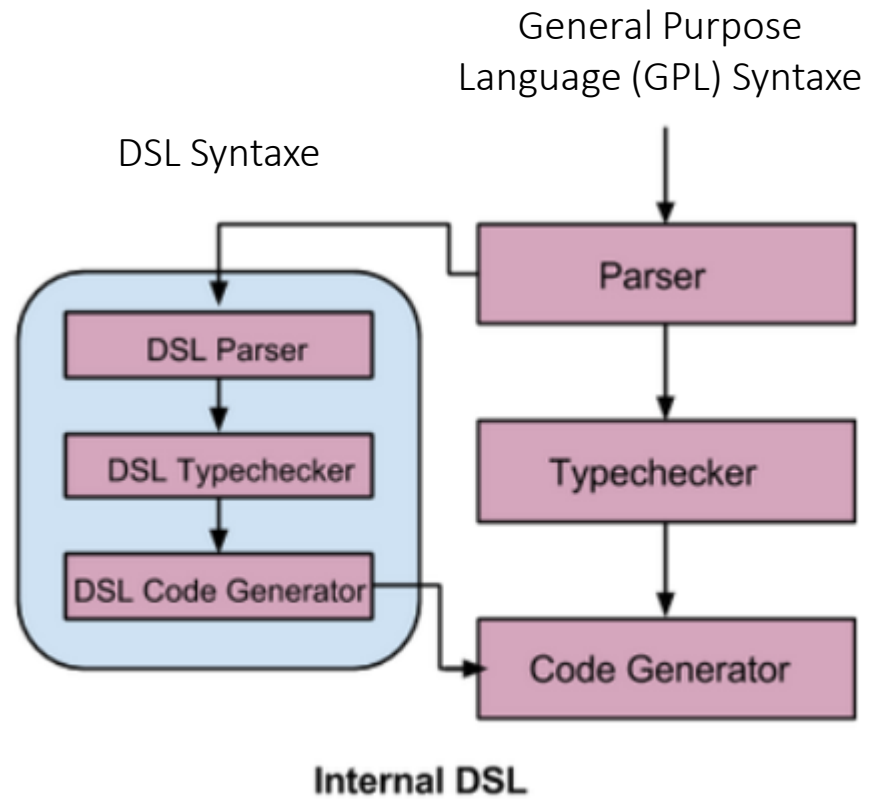 General Purpose
Language (GPL) Syntaxe
DSL Syntaxe
Parser
DSL Parser
DSL Typechecker
Typechecker
DSL Code Generator
Code Generator
Internal DSL